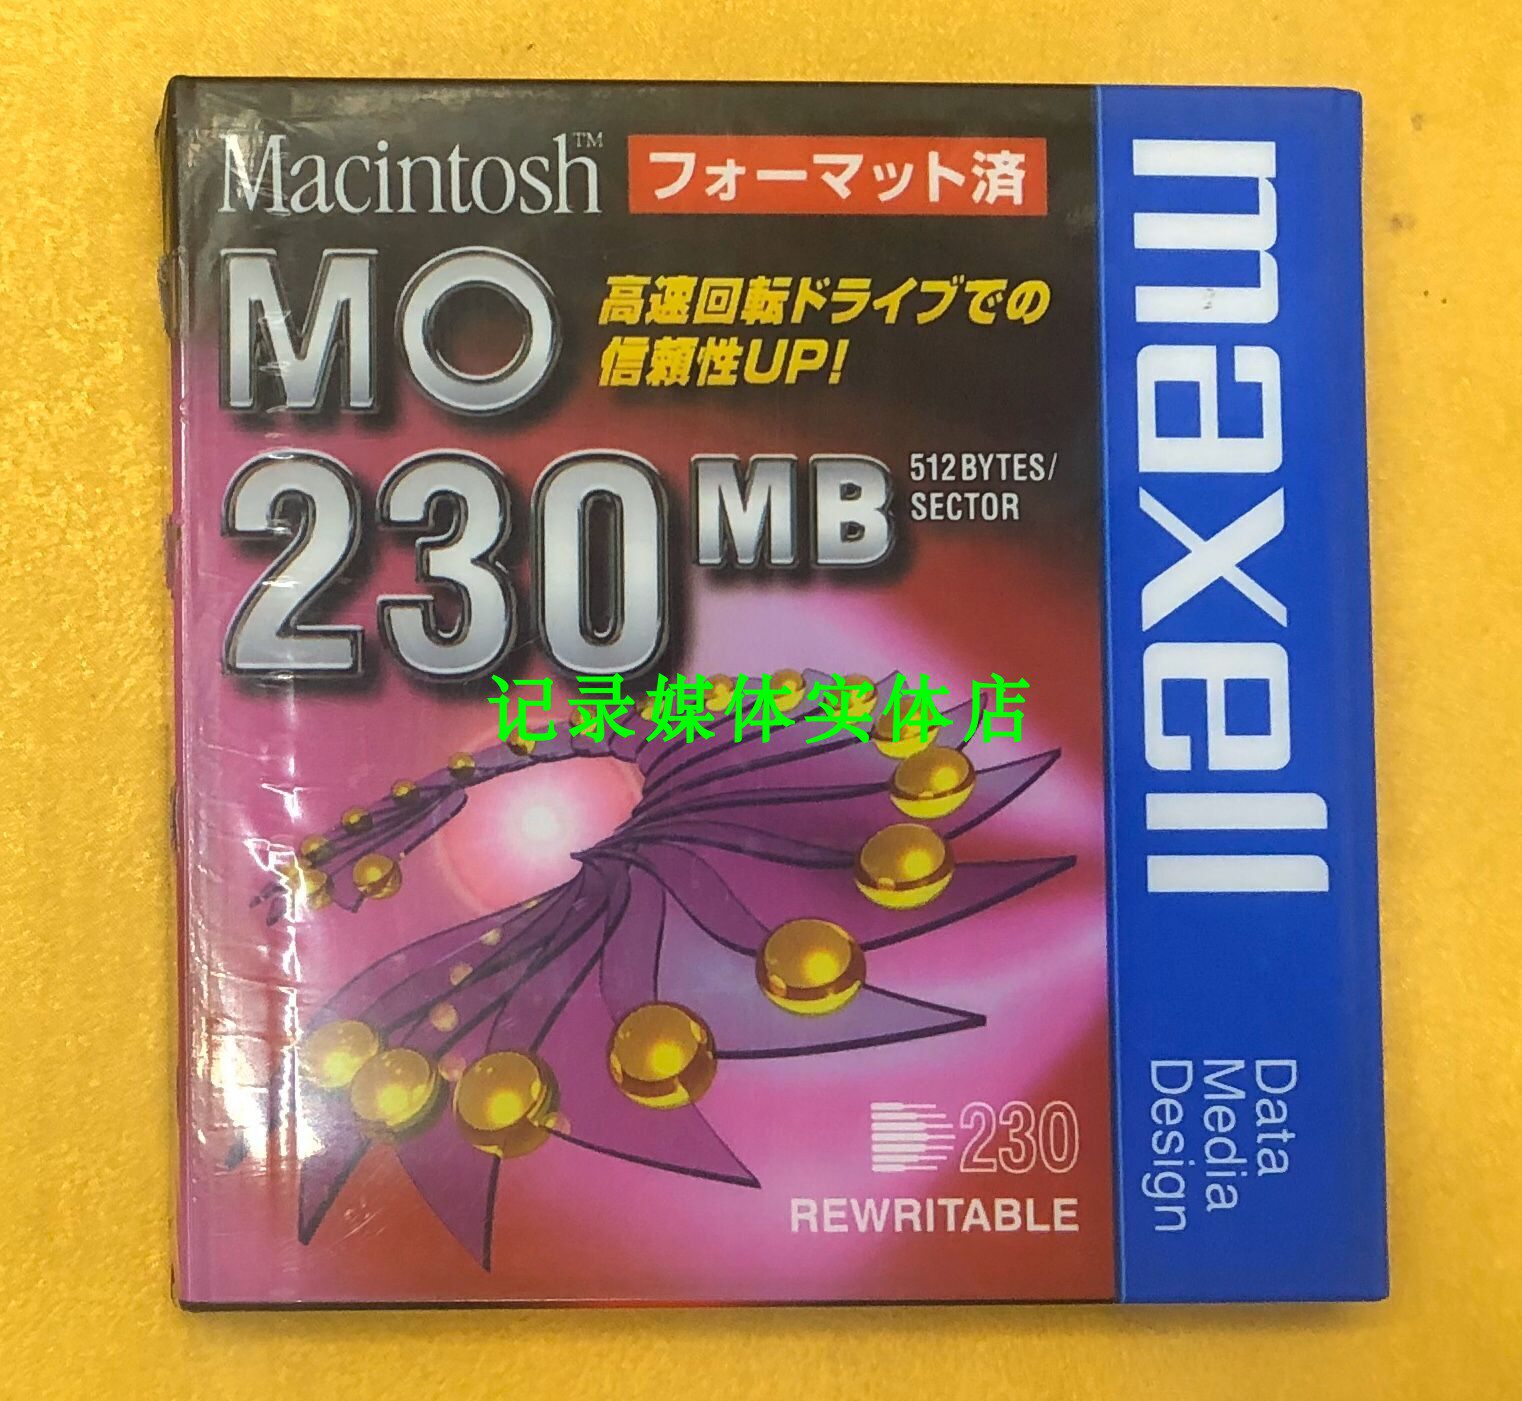 Macintosh™ フォーマット済
MO
高速回転ドライブでの
信頼性UP!
230MB
512BYTES/
SECTOR
记录媒体实体店
230
REWRITABLE
maxell
Data
Media
Design